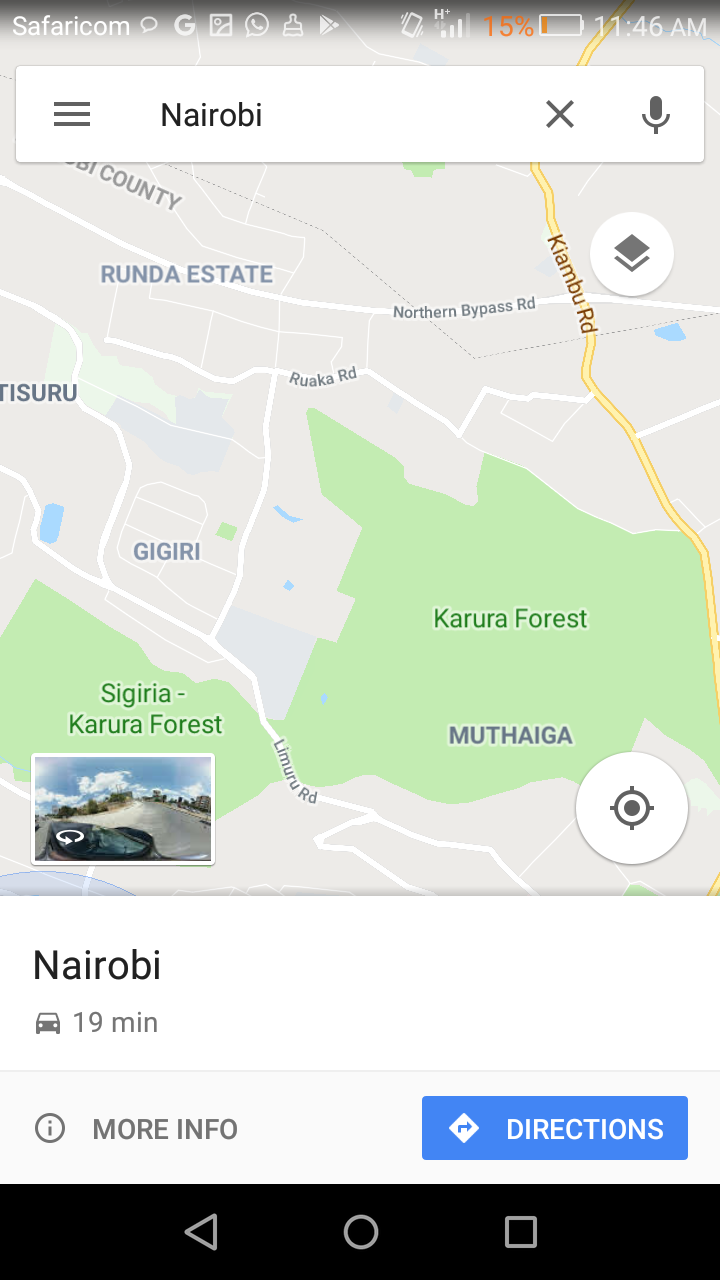 Safaricom
H+
15%
11:46 AM
Nairobi
COUNTY
RUNDA ESTATE
Kiambu Rd
Northern Bypass Rd
Ruaka Rd
TISURU
GIGIRI
Karura Forest
Sigiria -
Karura Forest
MUTHAIGA
Limuru Rd
Nairobi
19 min
MORE INFO
DIRECTIONS